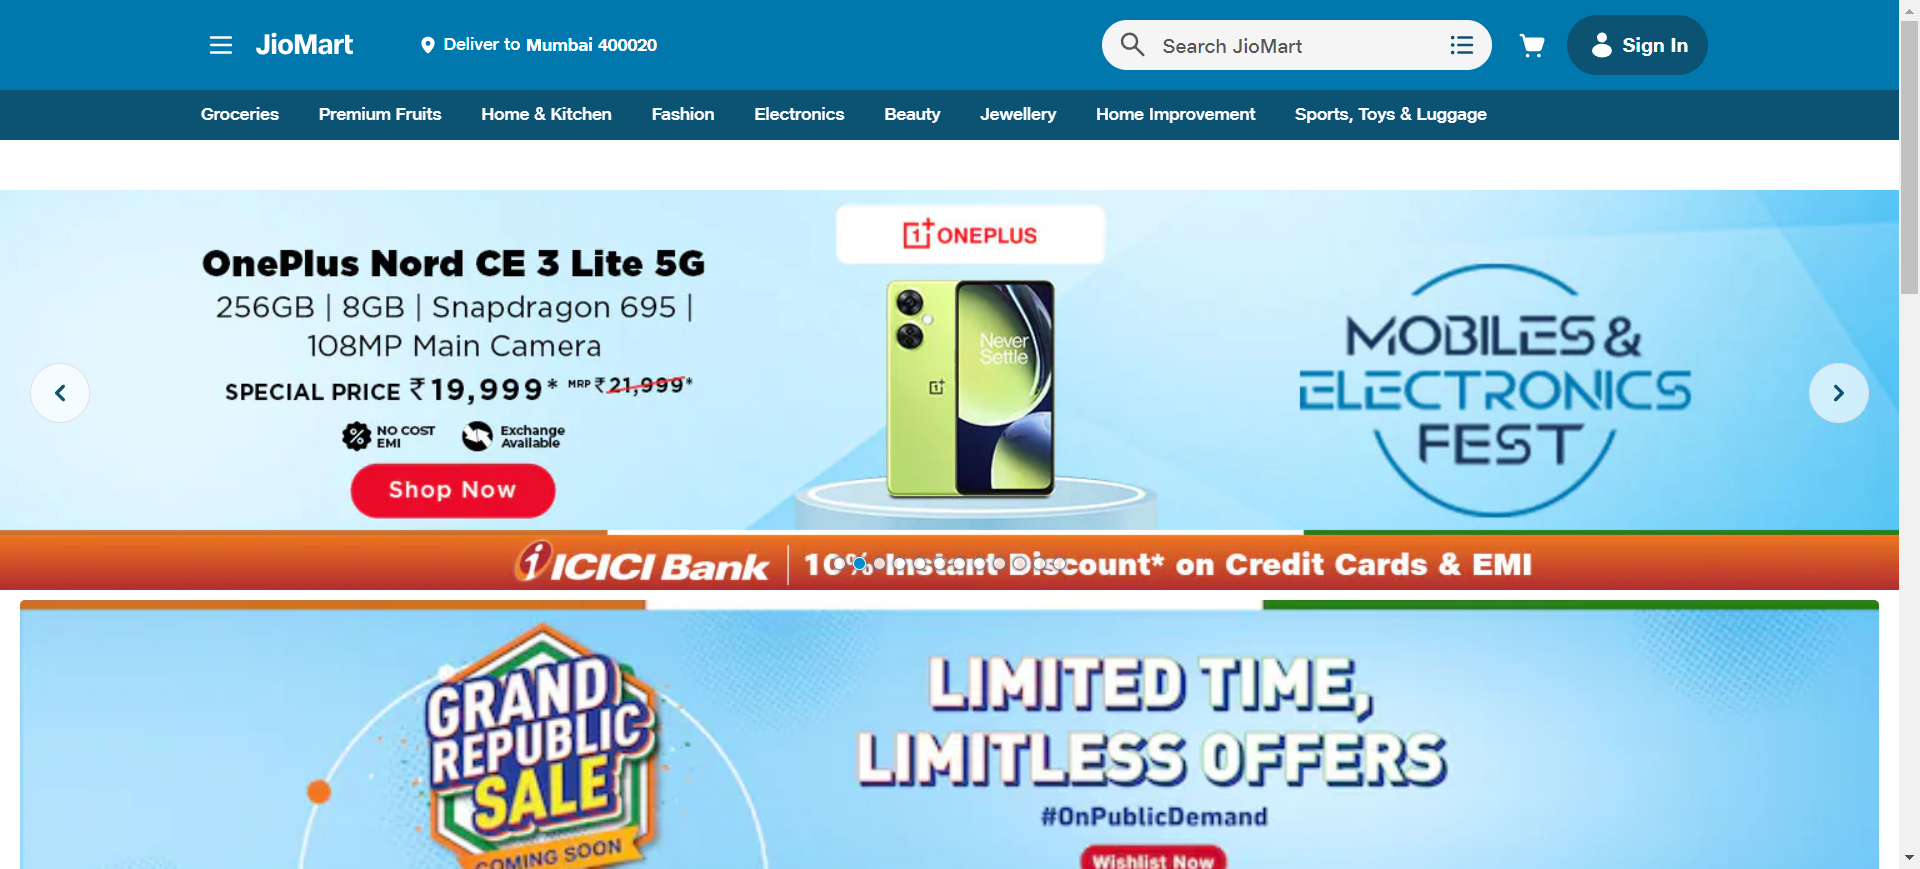 JioMart
Deliver to Mumbai 400020
Search JioMart
Sign In
Groceries
Premium Fruits
Home & Kitchen
Fashion
Electronics
Beauty
Jewellery
Home Improvement
Sports, Toys & Luggage
OnePlus Nord CE 3 Lite 5G
256GB | 8GB | Snapdragon 695 |
108MP Main Camera
SPECIAL PRICE ₹19,999* MRP ₹21,999*
NO COST
EMI
Exchange
Available
Shop Now
1+ ONEPLUS
Never
Settle
MOBILES &
ELECTRONICS
FEST
ICICI Bank
10% Instant Discount* on Credit Cards & EMI
GRAND
REPUBLIC
SALE
COMING SOON
LIMITED TIME,
LIMITLESS OFFERS
#OnPublicDemand
Wishlist Now